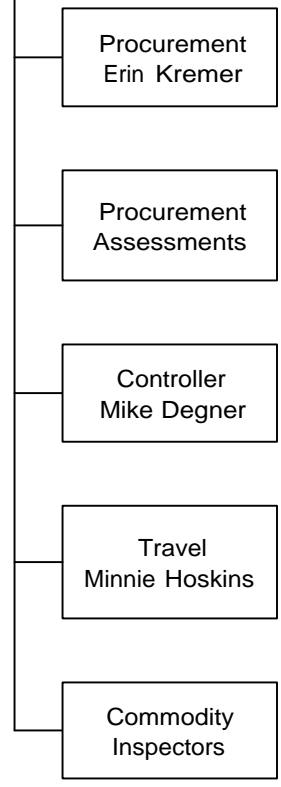 Procurement
Erin Kremer
Procurement
Assessments
Controller
Mike Degner
Travel
Minnie Hoskins
Commodity
Inspectors